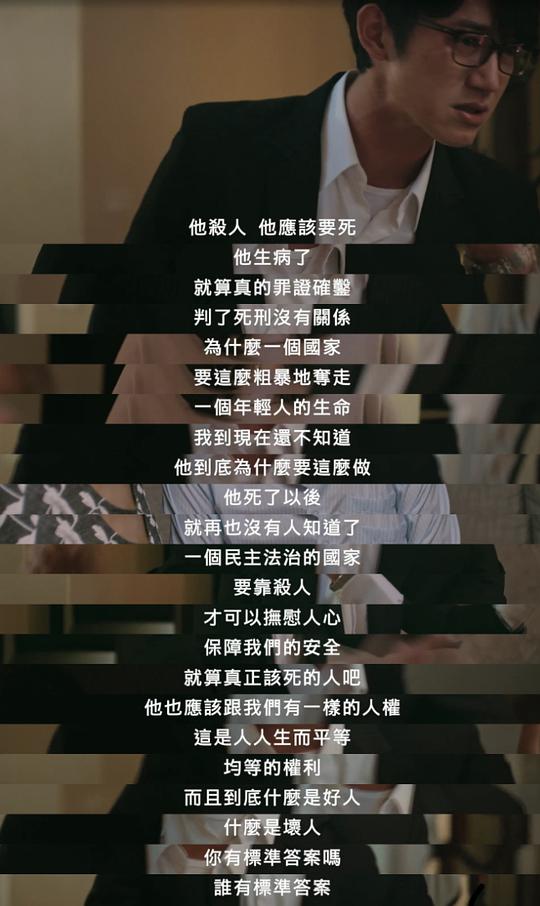 他殺人 他應該要死
他生病了
就算真的罪證確鑿
判了死刑沒有關係
為什麼一個國家
要這麼粗暴地奪走
一個年輕人的生命
我到現在還不知道
他到底為什麼要這麼做
他死了以後
就再也沒有人知道了
一個民主法治的國家
要靠殺人
才可以撫慰人心
保障我們的安全
就算真正該死的人吧
他也應該跟我們有一樣的人權
這是人人生而平等
均等的權利
而且到底什麼是好人
什麼是壞人
你有標準答案嗎
誰有標準答案